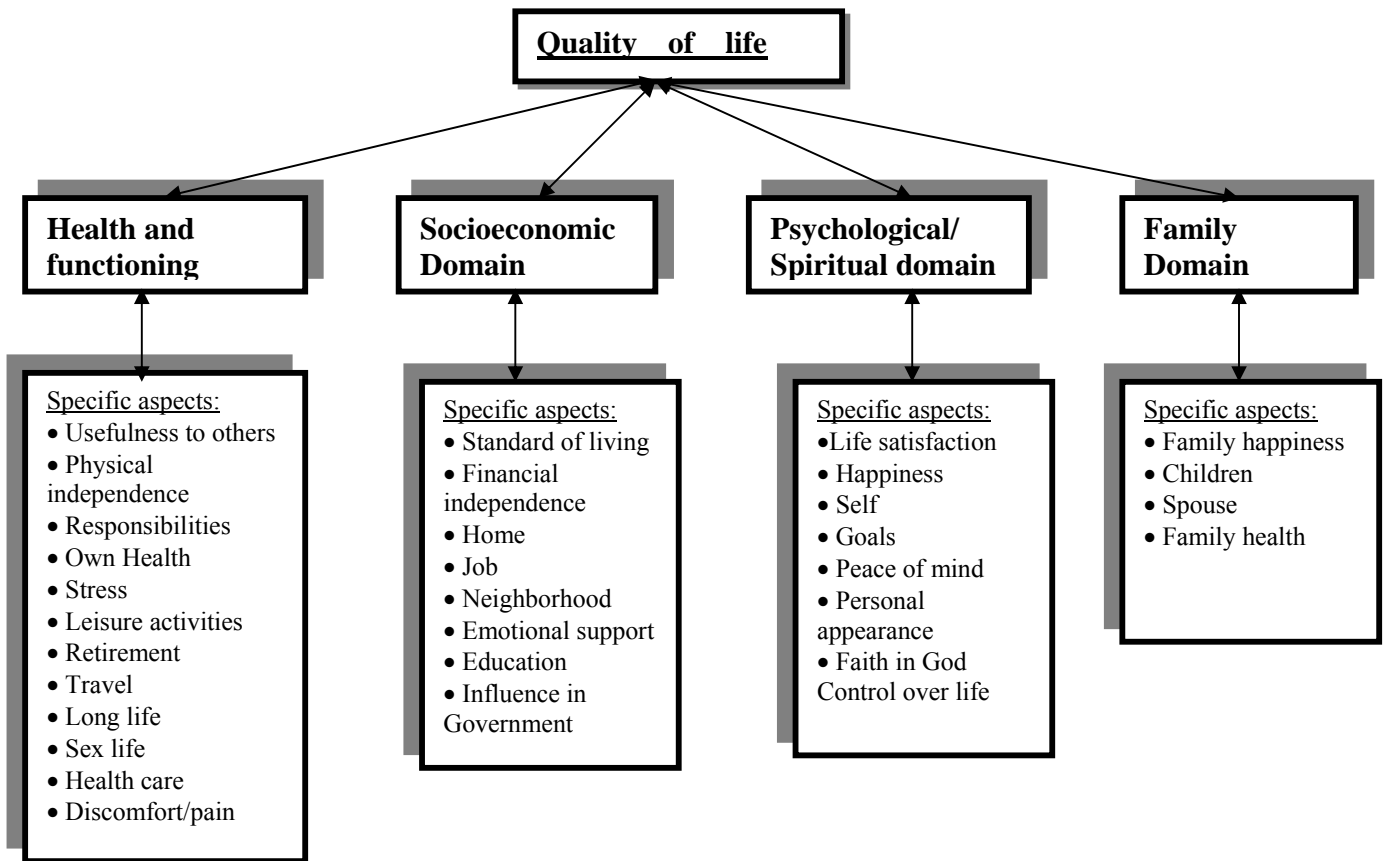 Quality of life
Health and
functioning
Socioeconomic
Domain
Psychological/
Spiritual domain
Family
Domain
Specific aspects:
• Usefulness to others
• Physical
independence
• Responsibilities
• Own Health
• Stress
• Leisure activities
• Retirement
• Travel
• Long life
• Sex life
• Health care
• Discomfort/pain
Specific aspects:
• Standard of living
• Financial
independence
• Home
• Job
• Neighborhood
• Emotional support
• Education
• Influence in
Government
Specific aspects:
•Life satisfaction
• Happiness
• Self
• Goals
• Peace of mind
• Personal
appearance
• Faith in God
Control over life
Specific aspects:
• Family happiness
• Children
• Spouse
• Family health